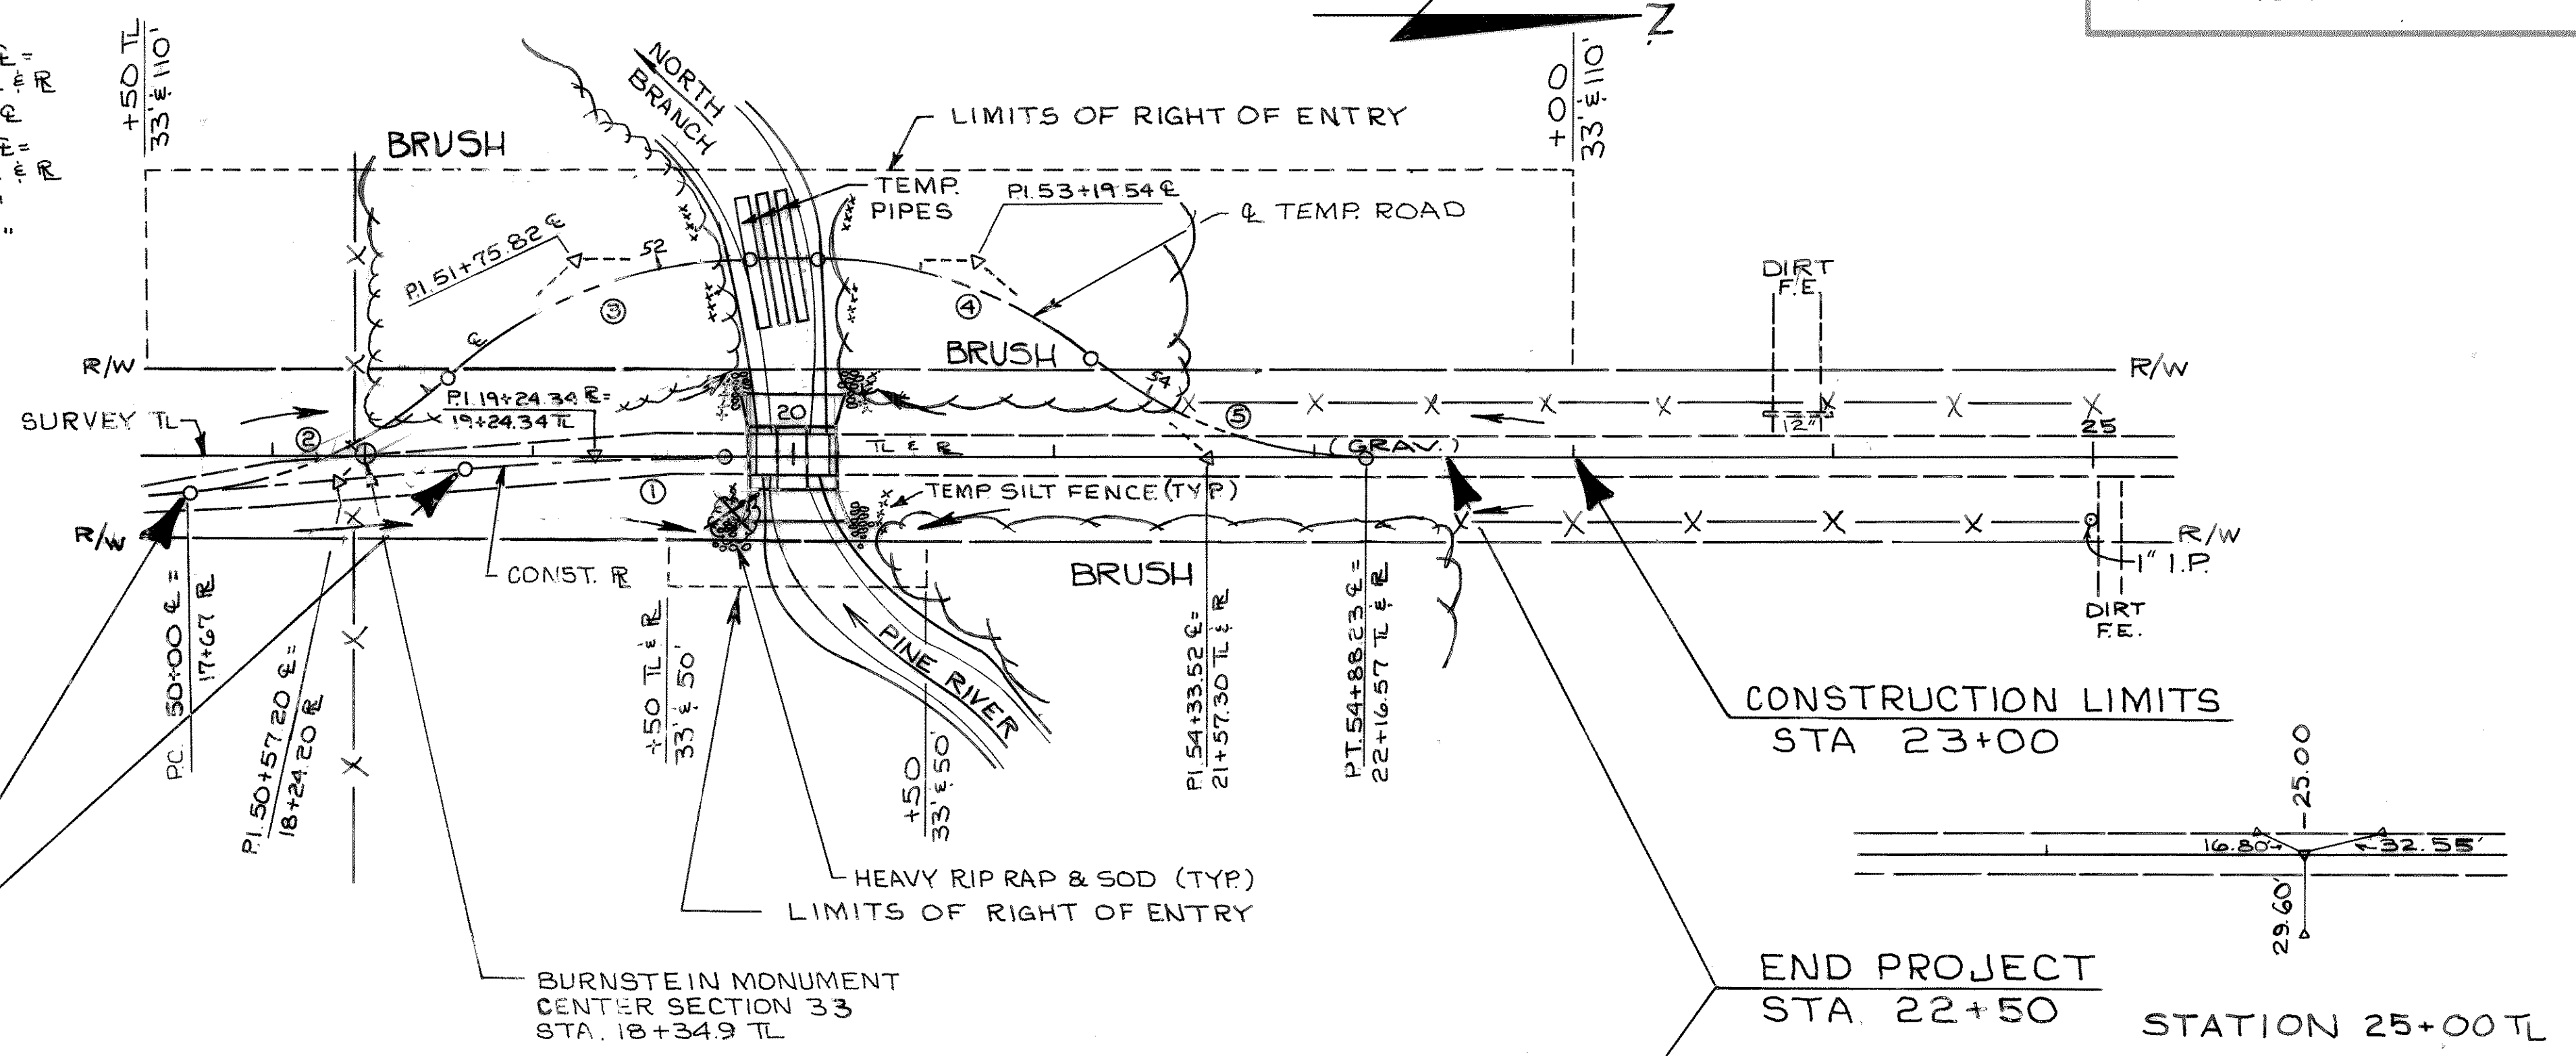 Z
+50 TL
33' & 110'
& ⅊
℄
& ⅊
NORTH
BRANCH
BRUSH
LIMITS OF RIGHT OF ENTRY
+00
33' & 110'
TEMP.
PIPES
P.I. 53+19.54 ℄
℄ TEMP. ROAD
P.I. 51+75.82 ℄
52
3
4
DIRT
F.E.
℄
R/W
BRUSH
54
R/W
P.I. 19+24.34 ⅊ =
19+24.34 TL
SURVEY TL
2
20
5
12"
25
TL & ⅊
(GRAV.)
1
TEMP SILT FENCE (TYP.)
R/W
R/W
CONST. ⅊
BRUSH
1" I.P.
DIRT
F.E.
P.C. 50+00 ℄ =
17+67 ⅊
P.I. 50+57.20 ℄ =
18+24.20 ⅊
+50 TL & ⅊
33' & 50'
PINE RIVER
+50
33' & 50'
P.I. 54+33.52 ℄ =
21+57.30 TL & ⅊
P.T. 54+88.23 ℄ =
22+16.57 TL & ⅊
CONSTRUCTION LIMITS
STA 23+00
25.00
16.80'
32.55'
29.60'
HEAVY RIP RAP & SOD (TYP.)
LIMITS OF RIGHT OF ENTRY
BURNSTEIN MONUMENT
CENTER SECTION 33
STA. 18+34.9 TL
END PROJECT
STA. 22+50
STATION 25+00 TL